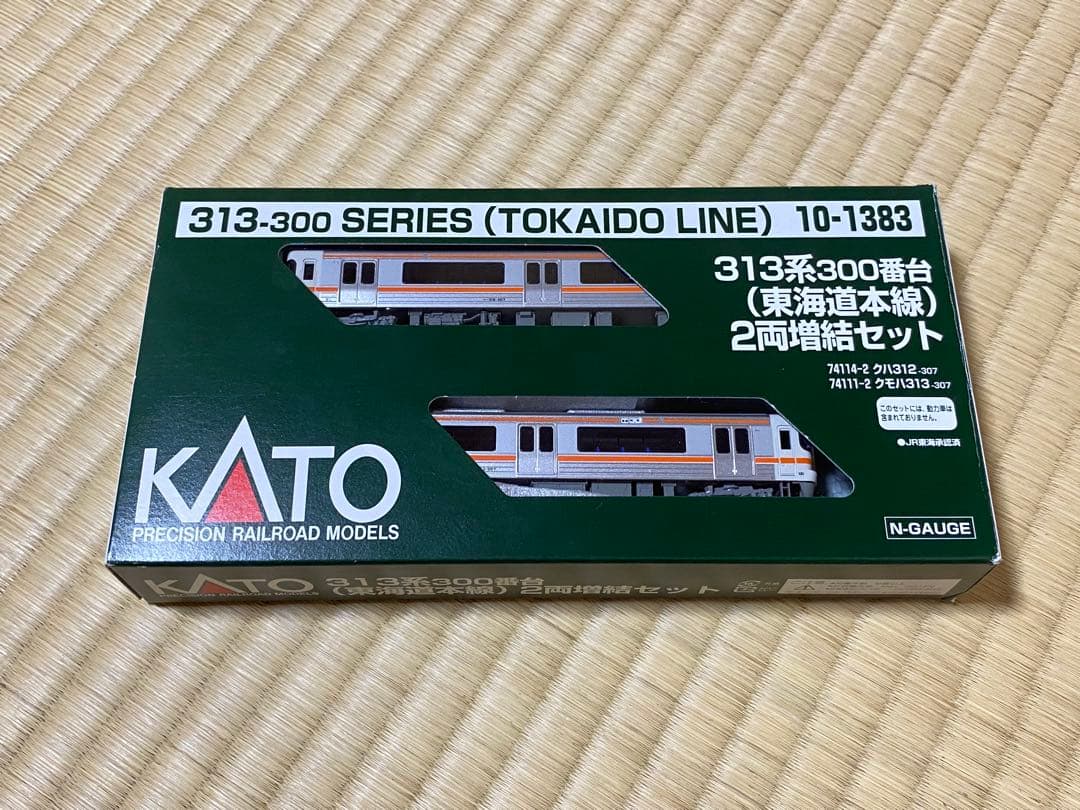 313-300 SERIES (TOKAIDO LINE) 10-1383
313系300番台
(東海道本線)
2両増結セット
74114-2 クハ312-307
74111-2 クモハ313-307
このセットには、動力車は
含まれておりません。
●JR東海承認済
KATO
PRECISION RAILROAD MODELS
N-GAUGE
KATO
PRECISION RAILROAD MODELS
313系300番台
(東海道本線) 2両増結セット